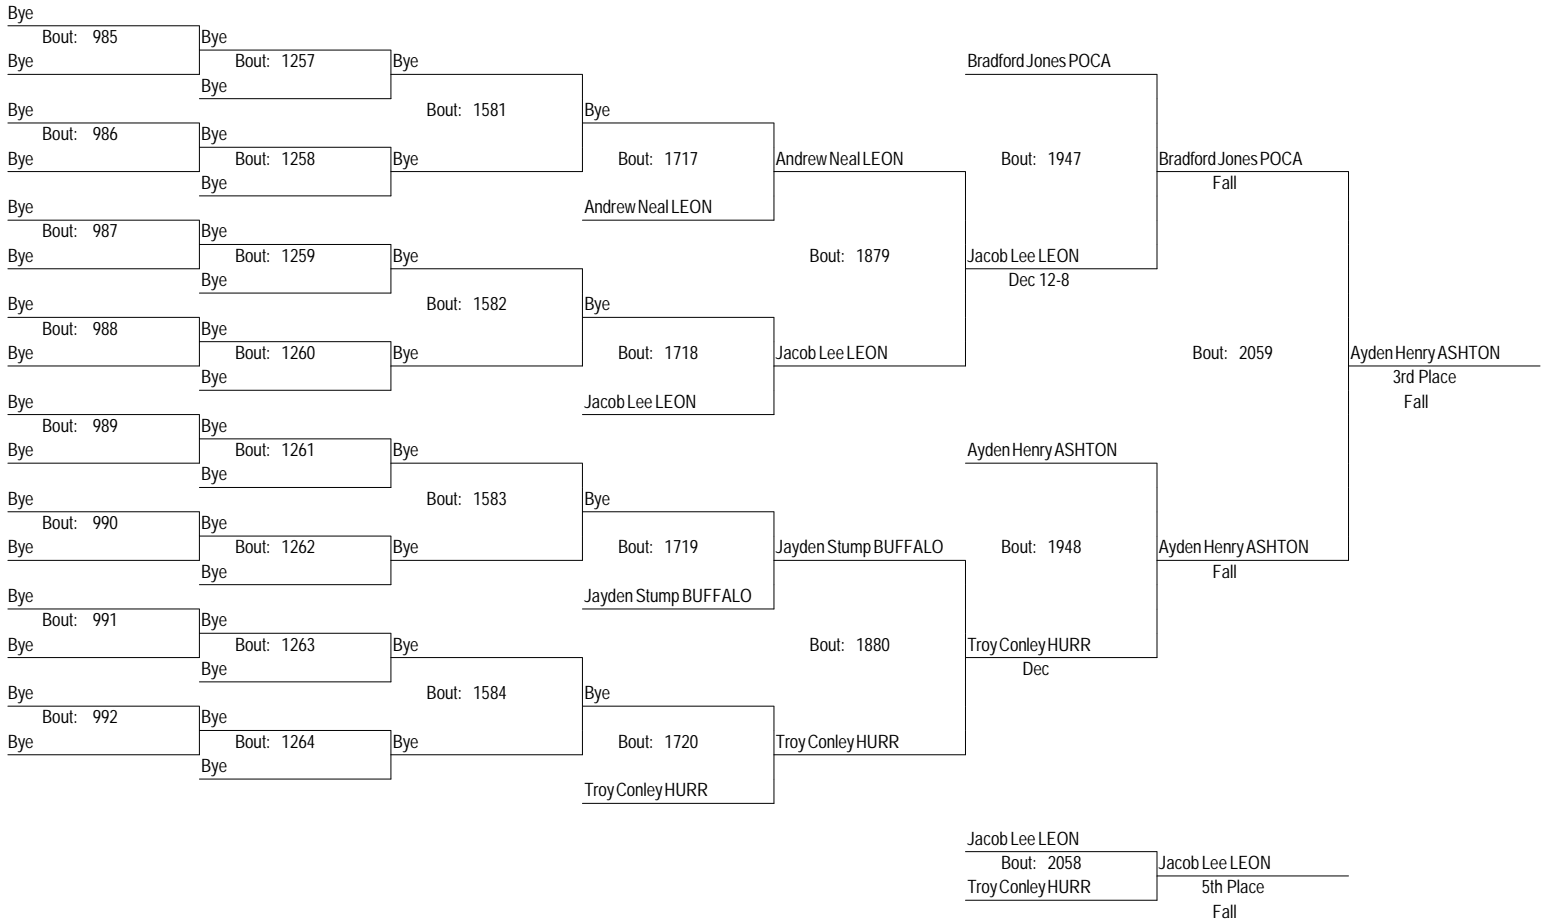 Bye
Bout: 985
Bye
Bye
Bout: 986
Bye
Bye
Bout: 987
Bye
Bye
Bout: 988
Bye
Bye
Bout: 989
Bye
Bye
Bout: 990
Bye
Bye
Bout: 991
Bye
Bye
Bout: 992
Bye
Bye
Bout: 1257
Bye
Bye
Bout: 1258
Bye
Bye
Bout: 1259
Bye
Bye
Bout: 1260
Bye
Bye
Bout: 1261
Bye
Bye
Bout: 1262
Bye
Bye
Bout: 1263
Bye
Bye
Bout: 1264
Bye
Bye
Bout: 1581
Bye
Bye
Bout: 1582
Bye
Bye
Bout: 1583
Bye
Bye
Bout: 1584
Bye
Bye
Bout: 1717
Andrew Neal LEON
Bye
Bout: 1718
Jacob Lee LEON
Bye
Bout: 1719
Jayden Stump BUFFALO
Bye
Bout: 1720
Troy Conley HURR
Andrew Neal LEON
Bout: 1879
Jacob Lee LEON
Jayden Stump BUFFALO
Bout: 1880
Troy Conley HURR
Bradford Jones POCA
Bout: 1947
Jacob Lee LEON
Dec 12-8
Ayden Henry ASHTON
Bout: 1948
Troy Conley HURR
Dec
Bradford Jones POCA
Fall
Bout: 2059
Ayden Henry ASHTON
Fall
Ayden Henry ASHTON
3rd Place
Fall
Jacob Lee LEON
Bout: 2058
Troy Conley HURR
Jacob Lee LEON
5th Place
Fall